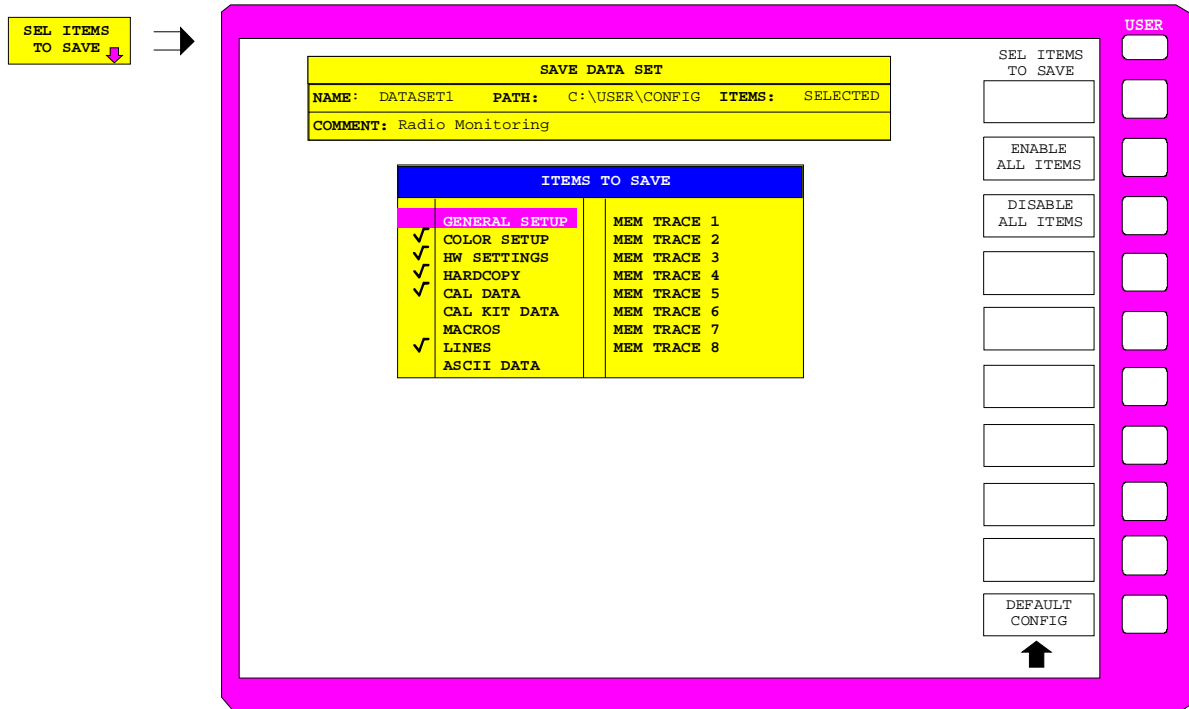 SEL ITEMS
TO SAVE
USER
SEL ITEMS
TO SAVE
SAVE DATA SET
NAME: DATASET1 PATH: C:\USER\CONFIG ITEMS: SELECTED
COMMENT: Radio Monitoring
ENABLE
ALL ITEMS
DISABLE
ALL ITEMS
ITEMS TO SAVE
GENERAL SETUP MEM TRACE 1
√ COLOR SETUP MEM TRACE 2
√ HW SETTINGS MEM TRACE 3
√ HARDCOPY MEM TRACE 4
√ CAL DATA MEM TRACE 5
CAL KIT DATA MEM TRACE 6
MACROS MEM TRACE 7
√ LINES MEM TRACE 8
ASCII DATA
DEFAULT
CONFIG